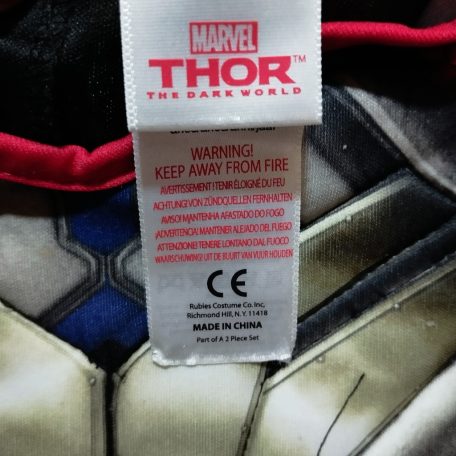 MARVEL
THOR™
THE DARK WORLD
WARNING!
KEEP AWAY FROM FIRE
AVERTISSEMENT! TENIR ÉLOIGNÉ DU FEU
ACHTUNG! VON ZÜNDQUELLEN FERNHALTEN
AVISO! MANTENHA AFASTADO DO FOGO
¡ADVERTENCIA! MANTENER ALEJADO DEL FUEGO
ATTENZIONE! TENERE LONTANO DAL FUOCO
WAARSCHUWING! UIT DE BUURT VAN VUUR HOUDEN
CE
Rubies Costume Co. Inc,
Richmond Hill, N.Y. 11418
MADE IN CHINA
Part of A 2 Piece Set